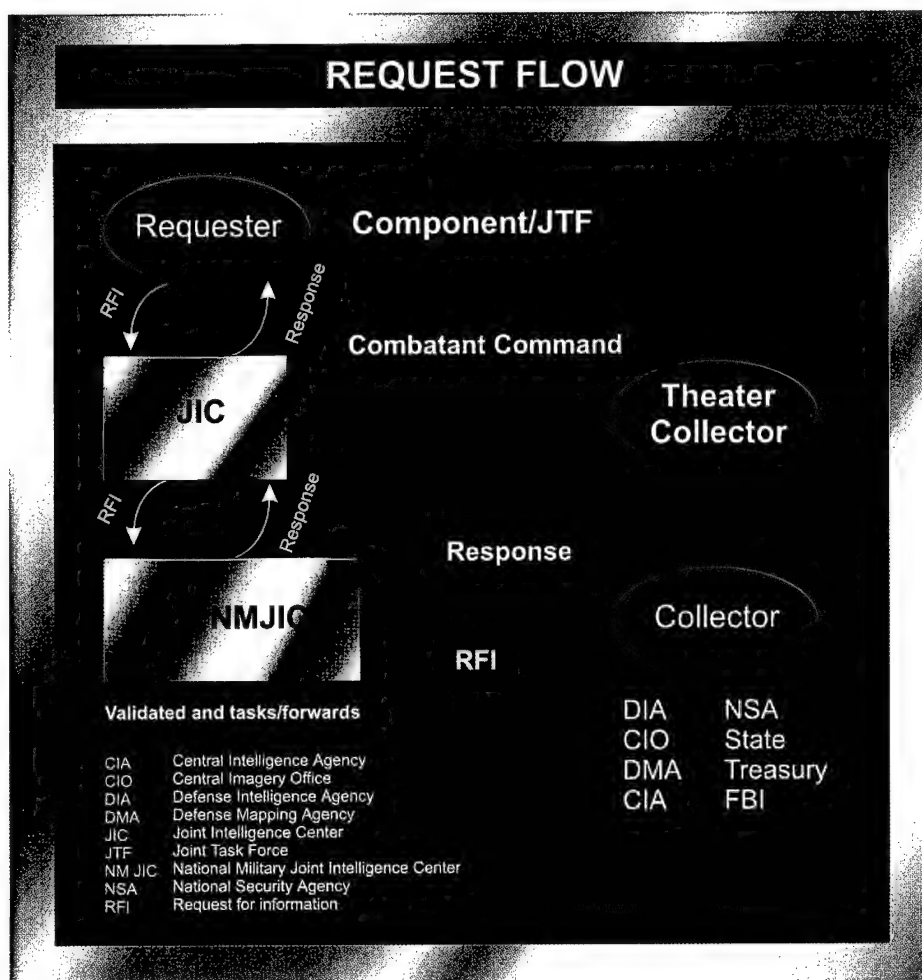 REQUEST FLOW
Requester
Component/JTF
RFI
Response
Combatant Command
JIC
Theater
Collector
RFI
Response
Response
NMJIC
Collector
RFI
Validated and tasks/forwards
DIA NSA
CIO State
DMA Treasury
CIA FBI
CIA Central Intelligence Agency
CIO Central Imagery Office
DIA Defense Intelligence Agency
DMA Defense Mapping Agency
JIC Joint Intelligence Center
JTF Joint Task Force
NM JIC National Military Joint Intelligence Center
NSA National Security Agency
RFI Request for information